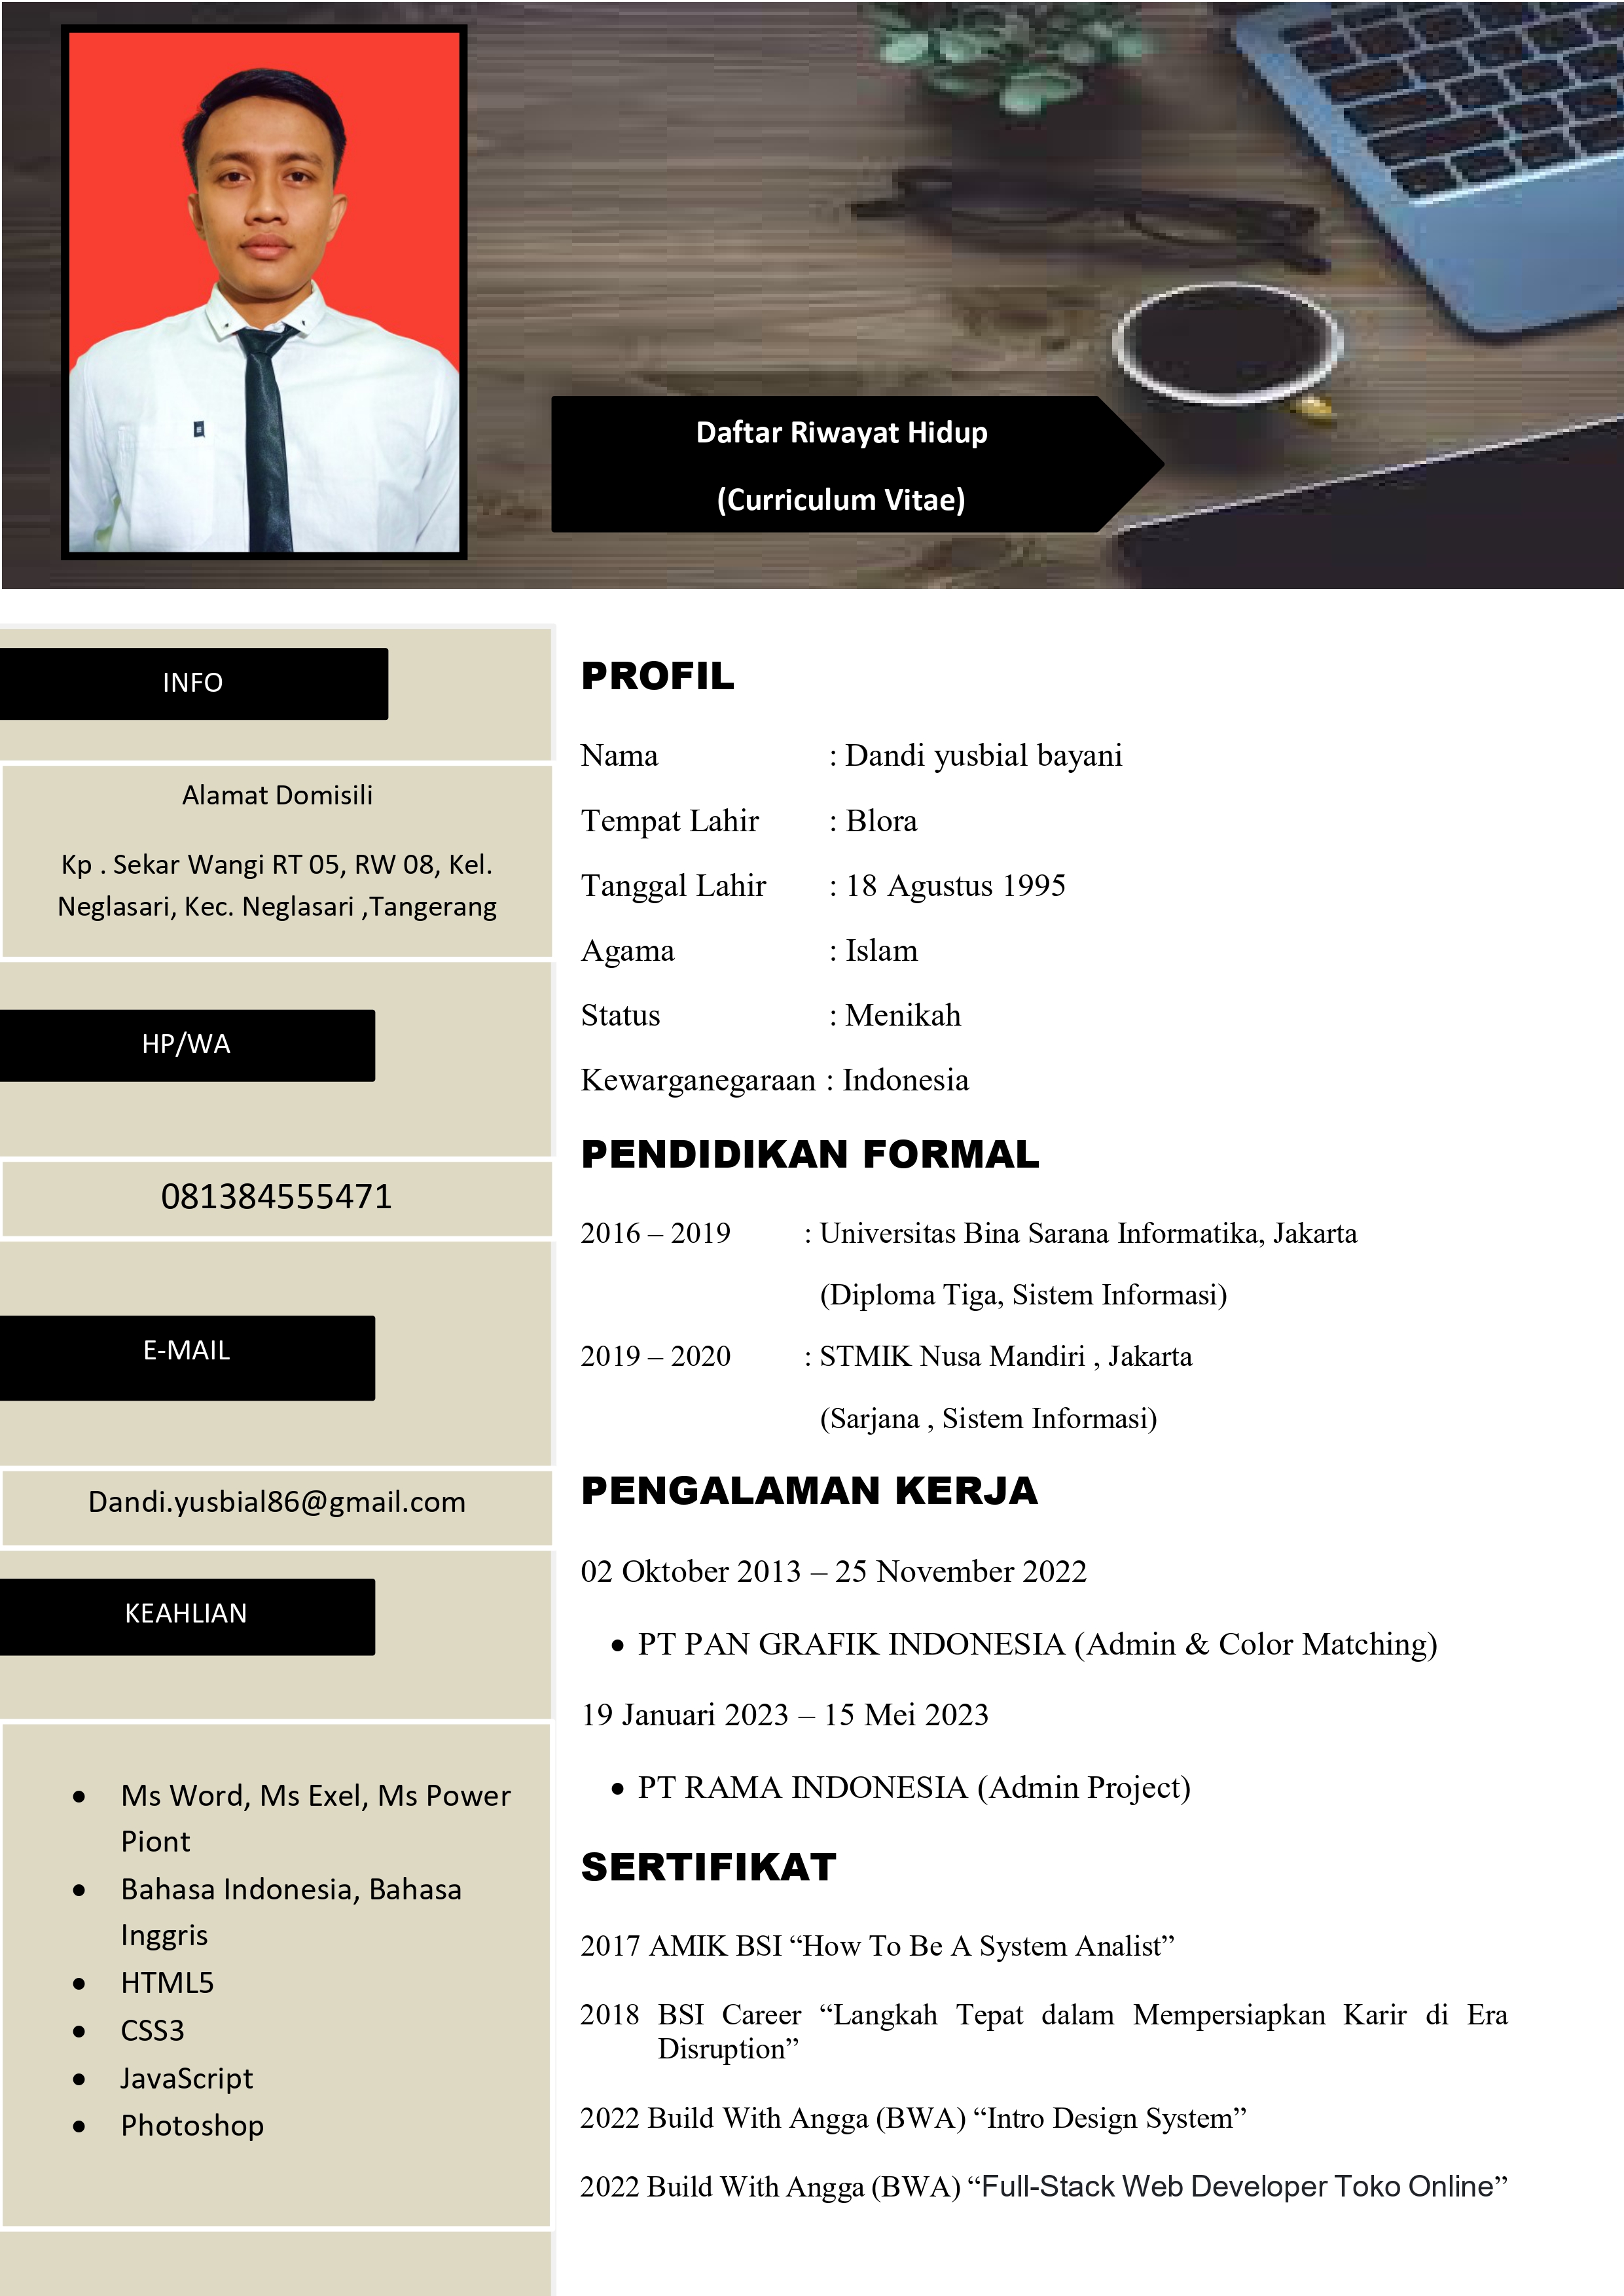 Daftar Riwayat Hidup
(Curriculum Vitae)
INFO
Alamat Domisili
Kp . Sekar Wangi RT 05, RW 08, Kel.
Neglasari, Kec. Neglasari ,Tangerang
HP/WA
081384555471
E-MAIL
Dandi.yusbial86@gmail.com
KEAHLIAN
• Ms Word, Ms Exel, Ms Power
Piont
• Bahasa Indonesia, Bahasa
Inggris
• HTML5
• CSS3
• JavaScript
• Photoshop
PROFIL
Nama : Dandi yusbial bayani
Tempat Lahir : Blora
Tanggal Lahir : 18 Agustus 1995
Agama : Islam
Status : Menikah
Kewarganegaraan : Indonesia
PENDIDIKAN FORMAL
2016 – 2019 : Universitas Bina Sarana Informatika, Jakarta
(Diploma Tiga, Sistem Informasi)
2019 – 2020 : STMIK Nusa Mandiri , Jakarta
(Sarjana , Sistem Informasi)
PENGALAMAN KERJA
02 Oktober 2013 – 25 November 2022
• PT PAN GRAFIK INDONESIA (Admin & Color Matching)
19 Januari 2023 – 15 Mei 2023
• PT RAMA INDONESIA (Admin Project)
SERTIFIKAT
2017 AMIK BSI “How To Be A System Analist”
2018 BSI Career “Langkah Tepat dalam Mempersiapkan Karir di Era
Disruption”
2022 Build With Angga (BWA) “Intro Design System”
2022 Build With Angga (BWA) “Full-Stack Web Developer Toko Online”